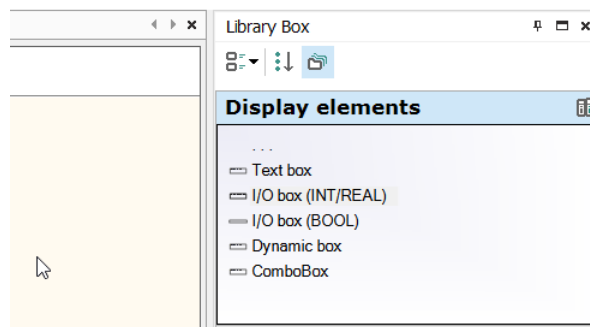 Library Box
Display elements
...
Text box
I/O box (INT/REAL)
I/O box (BOOL)
Dynamic box
ComboBox